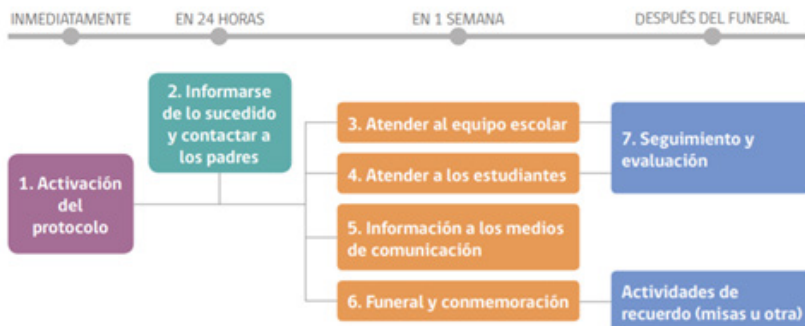 INMEDIATAMENTE
EN 24 HORAS
EN 1 SEMANA
DESPUÉS DEL FUNERAL
1. Activación
del
protocolo
2. Informarse
de lo sucedido
y contactar a
los padres
3. Atender al equipo escolar
4. Atender a los estudiantes
5. Información a los medios
de comunicación
6. Funeral y conmemoración
7. Seguimiento y
evaluación
Actividades de
recuerdo (misas u otra)